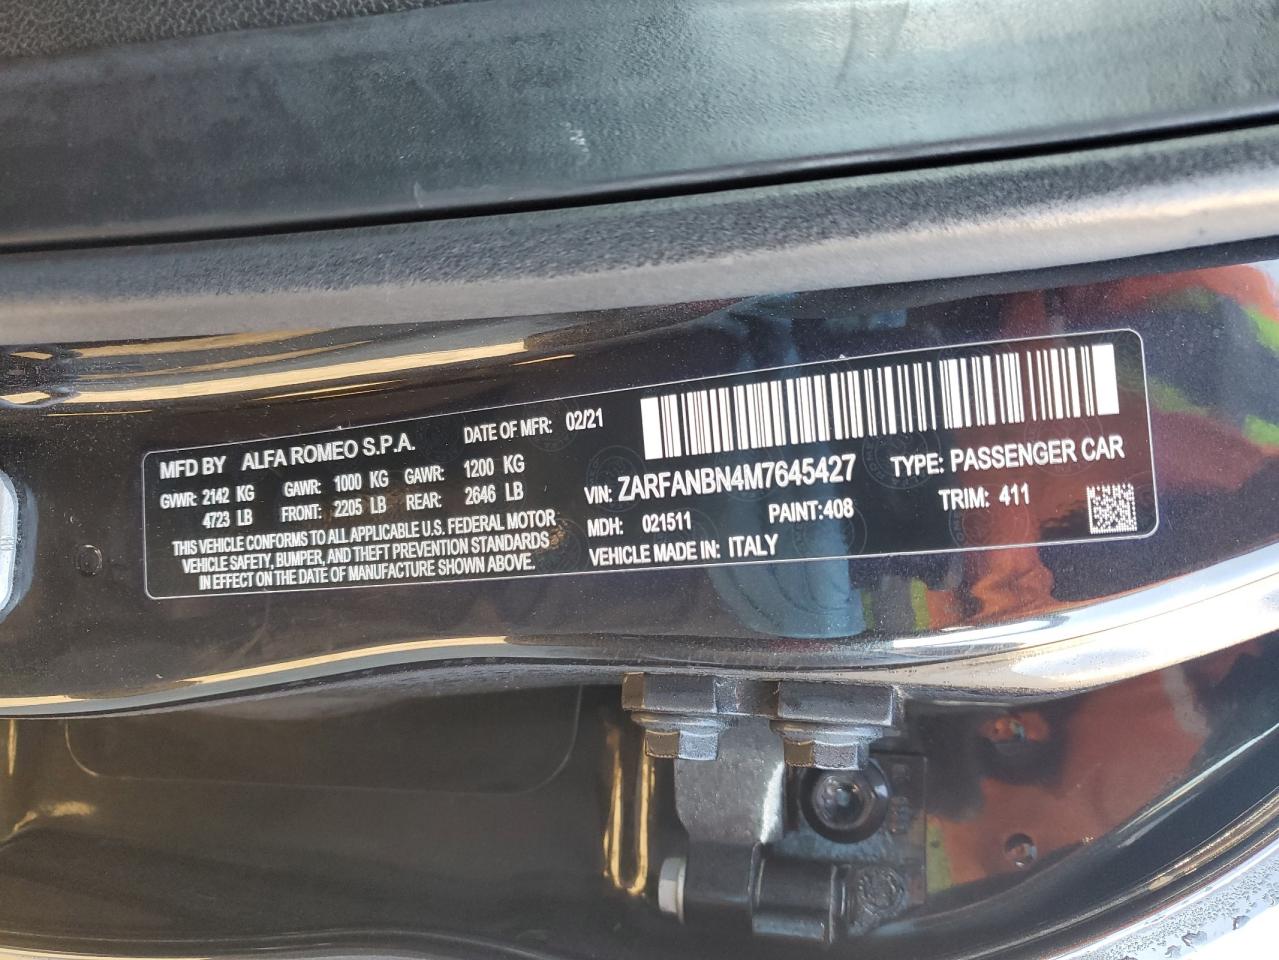 MFD BY ALFA ROMEO S.P.A. DATE OF MFR: 02/21
GVWR: 2142 KG GAWR: 1000 KG GAWR: 1200 KG
4723 LB FRONT: 2205 LB REAR: 2646 LB
THIS VEHICLE CONFORMS TO ALL APPLICABLE U.S. FEDERAL MOTOR
VEHICLE SAFETY, BUMPER, AND THEFT PREVENTION STANDARDS
IN EFFECT ON THE DATE OF MANUFACTURE SHOWN ABOVE.
VIN: ZARFANBN4M7645427 TYPE: PASSENGER CAR
MDH: 021511 PAINT:408 TRIM: 411
VEHICLE MADE IN: ITALY